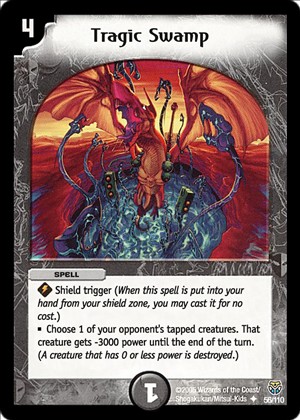 4
Tragic Swamp
SPELL
Shield trigger (When this spell is put into your
hand from your shield zone, you may cast it for no
cost.)
▪ Choose 1 of your opponent's tapped creatures. That
creature gets -3000 power until the end of the turn.
(A creature that has 0 or less power is destroyed.)
1
Wizards of the Coast/
Shogakukan/Mitsui-Kids
56/110